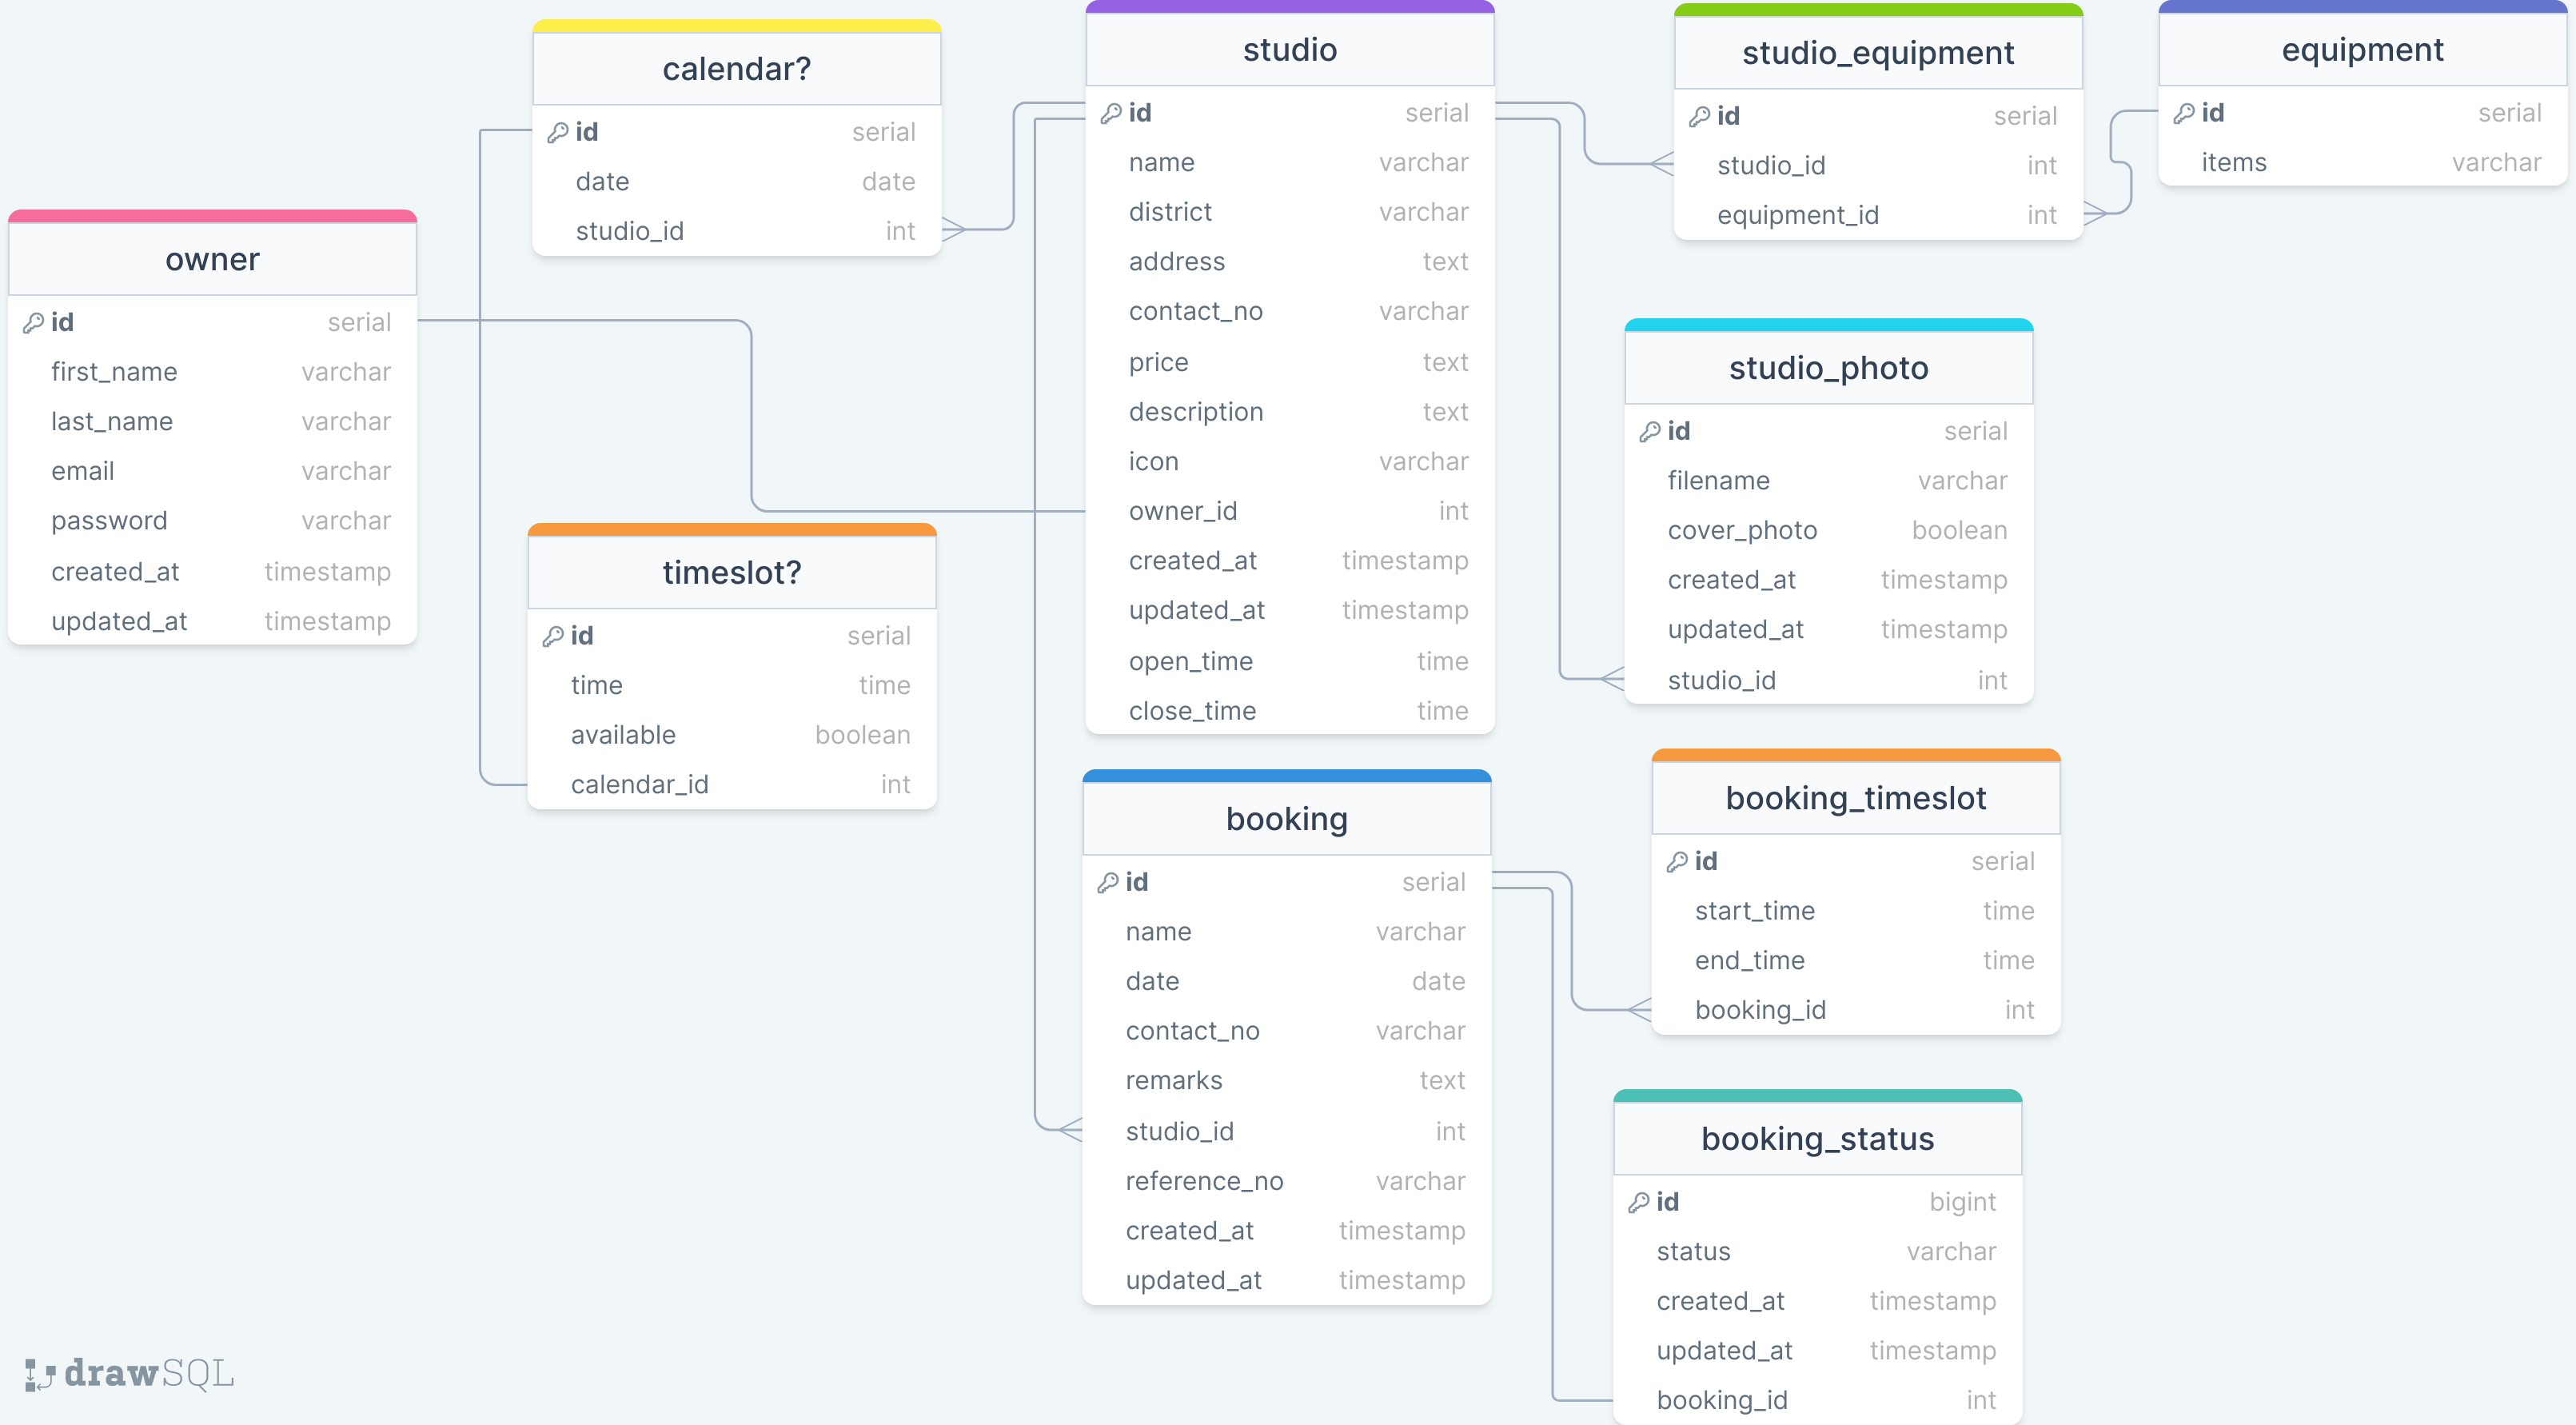 owner
id serial
first_name varchar
last_name varchar
email varchar
password varchar
created_at timestamp
updated_at timestamp
calendar?
id serial
date date
studio_id int
timeslot?
id serial
time time
available boolean
calendar_id int
studio
id serial
name varchar
district varchar
address text
contact_no varchar
price text
description text
icon varchar
owner_id int
created_at timestamp
updated_at timestamp
open_time time
close_time time
booking
id serial
name varchar
date date
contact_no varchar
remarks text
studio_id int
reference_no varchar
created_at timestamp
updated_at timestamp
studio_equipment
id serial
studio_id int
equipment_id int
equipment
id serial
items varchar
studio_photo
id serial
filename varchar
cover_photo boolean
created_at timestamp
updated_at timestamp
studio_id int
booking_timeslot
id serial
start_time time
end_time time
booking_id int
booking_status
id bigint
status varchar
created_at timestamp
updated_at timestamp
booking_id int
drawSQL